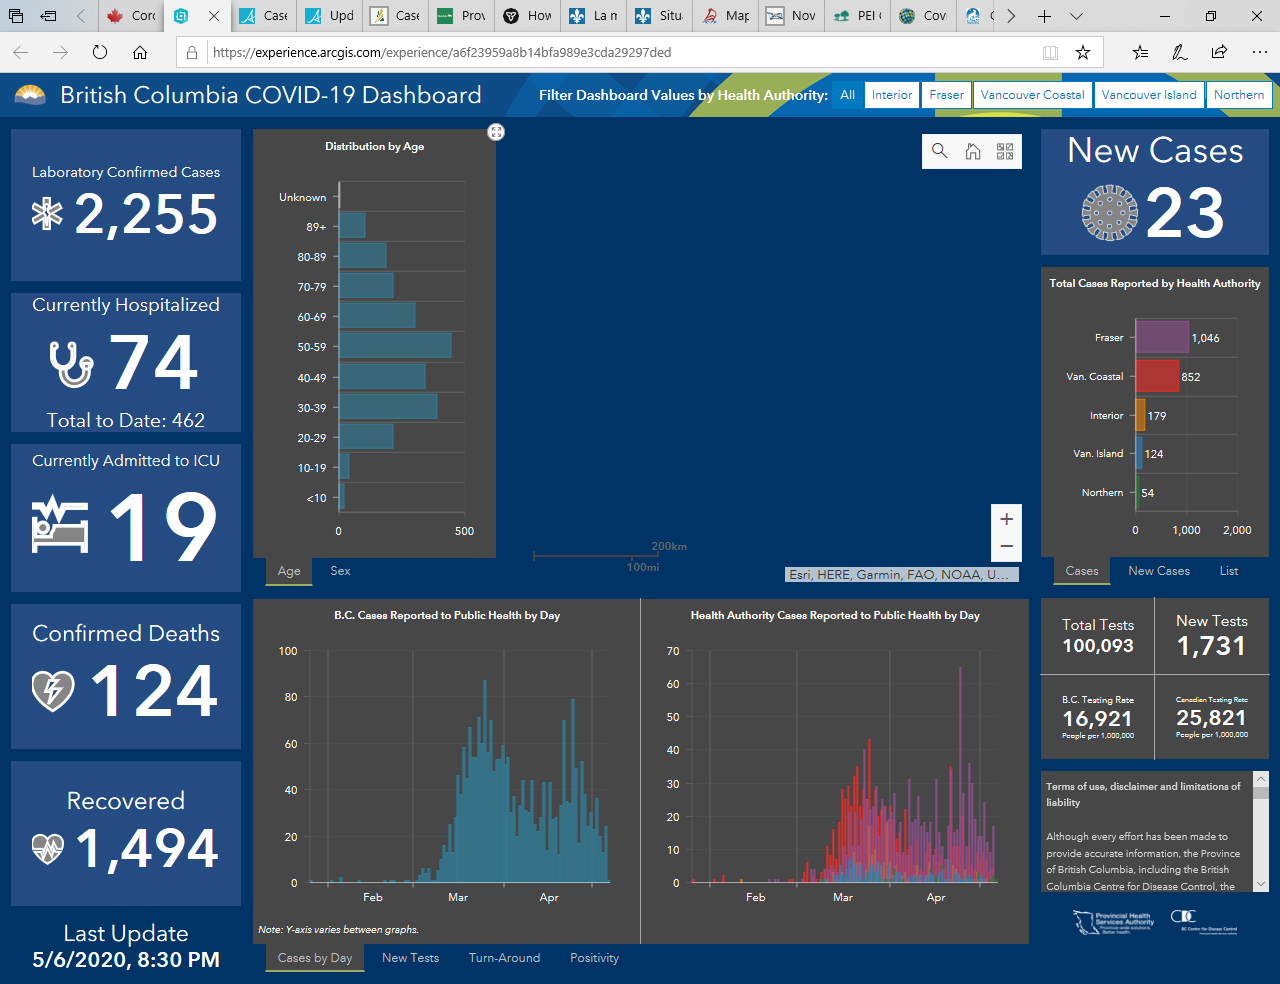 Corc
Case
Upd
Case
Prov
How
La m
Situa
Map
Nov
PEI C
Covi
https://experience.arcgis.com/experience/a6f23959a8b14bfa989e3cda29297ded
British Columbia COVID-19 Dashboard
Filter Dashboard Values by Health Authority: All Interior Fraser Vancouver Coastal Vancouver Island Northern
Laboratory Confirmed Cases
2,255
Currently Hospitalized
74
Total to Date: 462
Currently Admitted to ICU
19
Confirmed Deaths
124
Recovered
1,494
Last Update
5/6/2020, 8:30 PM
Distribution by Age
Unknown
89+
80-89
70-79
60-69
50-59
40-49
30-39
20-29
10-19
<10
0 500
Age Sex
200km
100mi
Esri, HERE, Garmin, FAO, NOAA, U...
New Cases
23
Total Cases Reported by Health Authority
Fraser 1,046
Van. Coastal 852
Interior 179
Van. Island 124
Northern 54
0 1,000 2,000
Cases New Cases List
B.C. Cases Reported to Public Health by Day
100
80
60
40
20
0
Feb Mar Apr
Note: Y-axis varies between graphs.
Health Authority Cases Reported to Public Health by Day
70
60
50
40
30
20
10
0
Feb Mar Apr
Cases by Day New Tests Turn-Around Positivity
Total Tests
100,093
New Tests
1,731
B.C. Testing Rate
16,921
People per 1,000,000
Canadian Testing Rate
25,821
People per 1,000,000
Terms of use, disclaimer and limitations of
liability
Although every effort has been made to
provide accurate information, the Province
of British Columbia, including the British
Columbia Centre for Disease Control, the
Provincial Health
Services Authority
Province-wide solutions.
Better health.
BC Centre for Disease Control